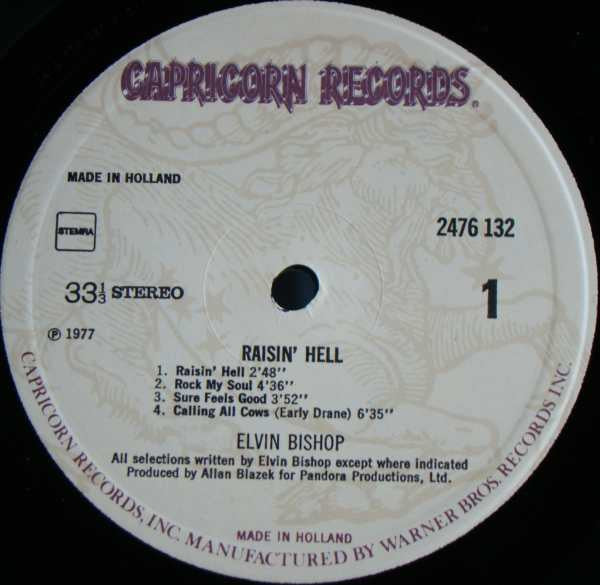 CAPRICORN RECORDS®
MADE IN HOLLAND
STEMRA
2476 132
33⅓ STEREO
1
℗ 1977
RAISIN' HELL
1. Raisin' Hell 2'48''
2. Rock My Soul 4'36''
3. Sure Feels Good 3'52''
4. Calling All Cows (Early Drane) 6'35''
ELVIN BISHOP
All selections written by Elvin Bishop except where indicated
Produced by Allan Blazek for Pandora Productions, Ltd.
MADE IN HOLLAND
CAPRICORN RECORDS, INC. MANUFACTURED BY WARNER BROS. RECORDS INC.